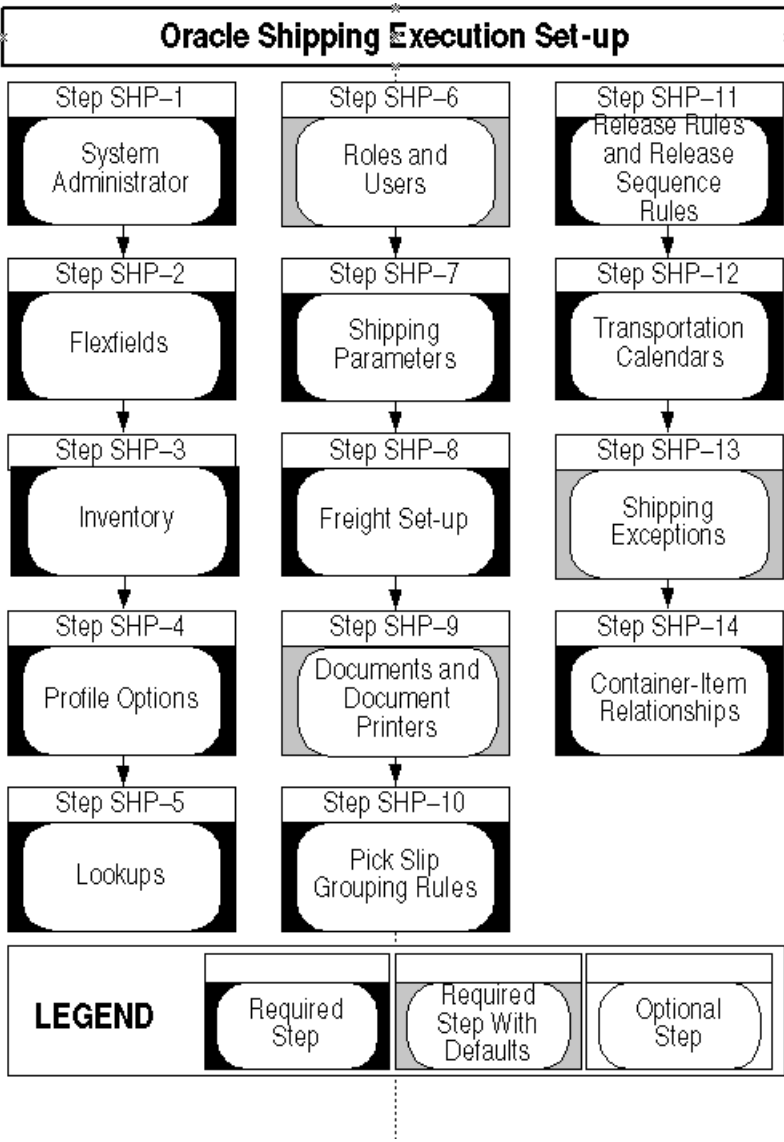 Oracle Shipping Execution Set-up
Step SHP–1
System
Administrator
Step SHP–2
Flexfields
Step SHP–3
Inventory
Step SHP–4
Profile Options
Step SHP–5
Lookups
Step SHP–6
Roles and
Users
Step SHP–7
Shipping
Parameters
Step SHP–8
Freight Set-up
Step SHP–9
Documents and
Document
Printers
Step SHP–10
Pick Slip
Grouping Rules
Step SHP–11
Release Rules
and Release
Sequence
Rules
Step SHP–12
Transportation
Calendars
Step SHP–13
Shipping
Exceptions
Step SHP–14
Container-Item
Relationships
LEGEND
Required
Step
Required
Step With
Defaults
Optional
Step